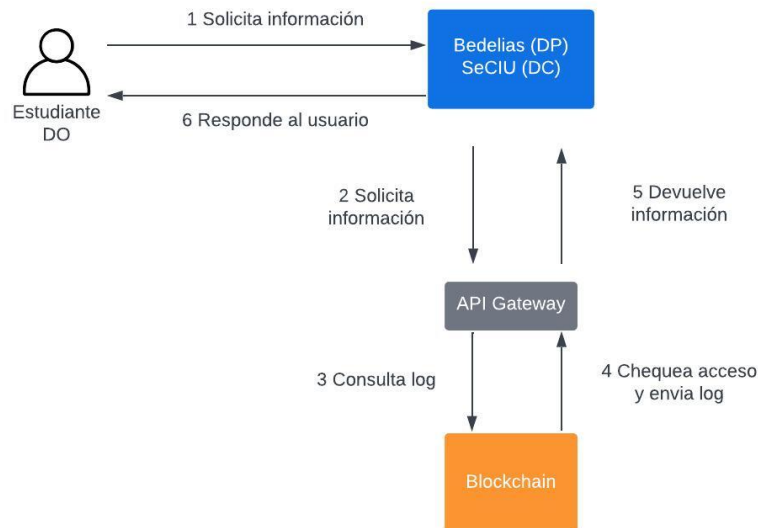 1 Solicita información
Bedelias (DP)
SeCIU (DC)
Estudiante
DO
6 Responde al usuario
2 Solicita
información
5 Devuelve
información
API Gateway
3 Consulta log
4 Chequea acceso
y envia log
Blockchain